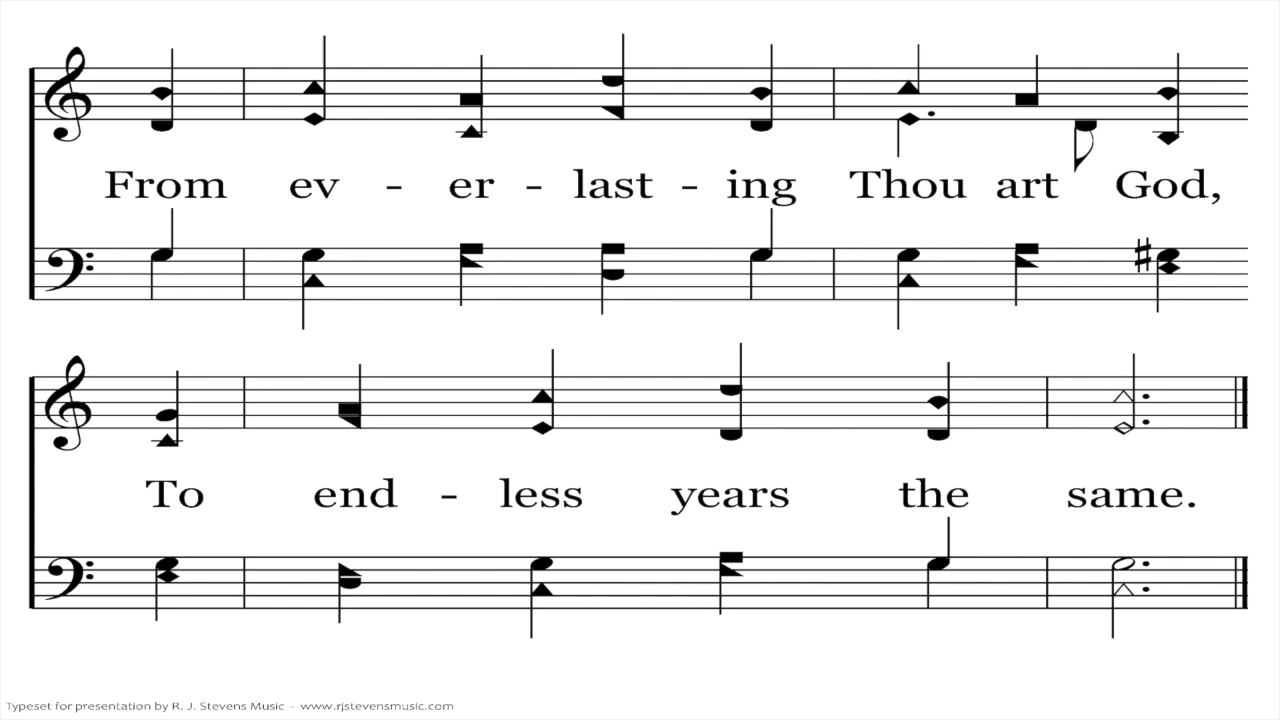 From ev - er - last - ing Thou art God,
To end - less years the same.
Typeset for presentation by R. J. Stevens Music - www.rjstevensmusic.com